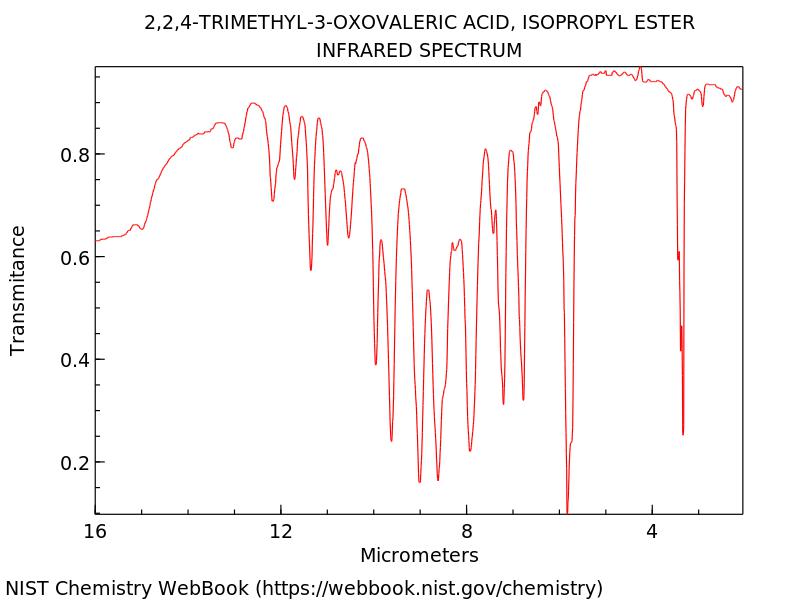 2,2,4-TRIMETHYL-3-OXOVALERIC ACID, ISOPROPYL ESTER
INFRARED SPECTRUM
Transmitance
0.8
0.6
0.4
0.2
16
12
8
4
Micrometers
NIST Chemistry WebBook (https://webbook.nist.gov/chemistry)